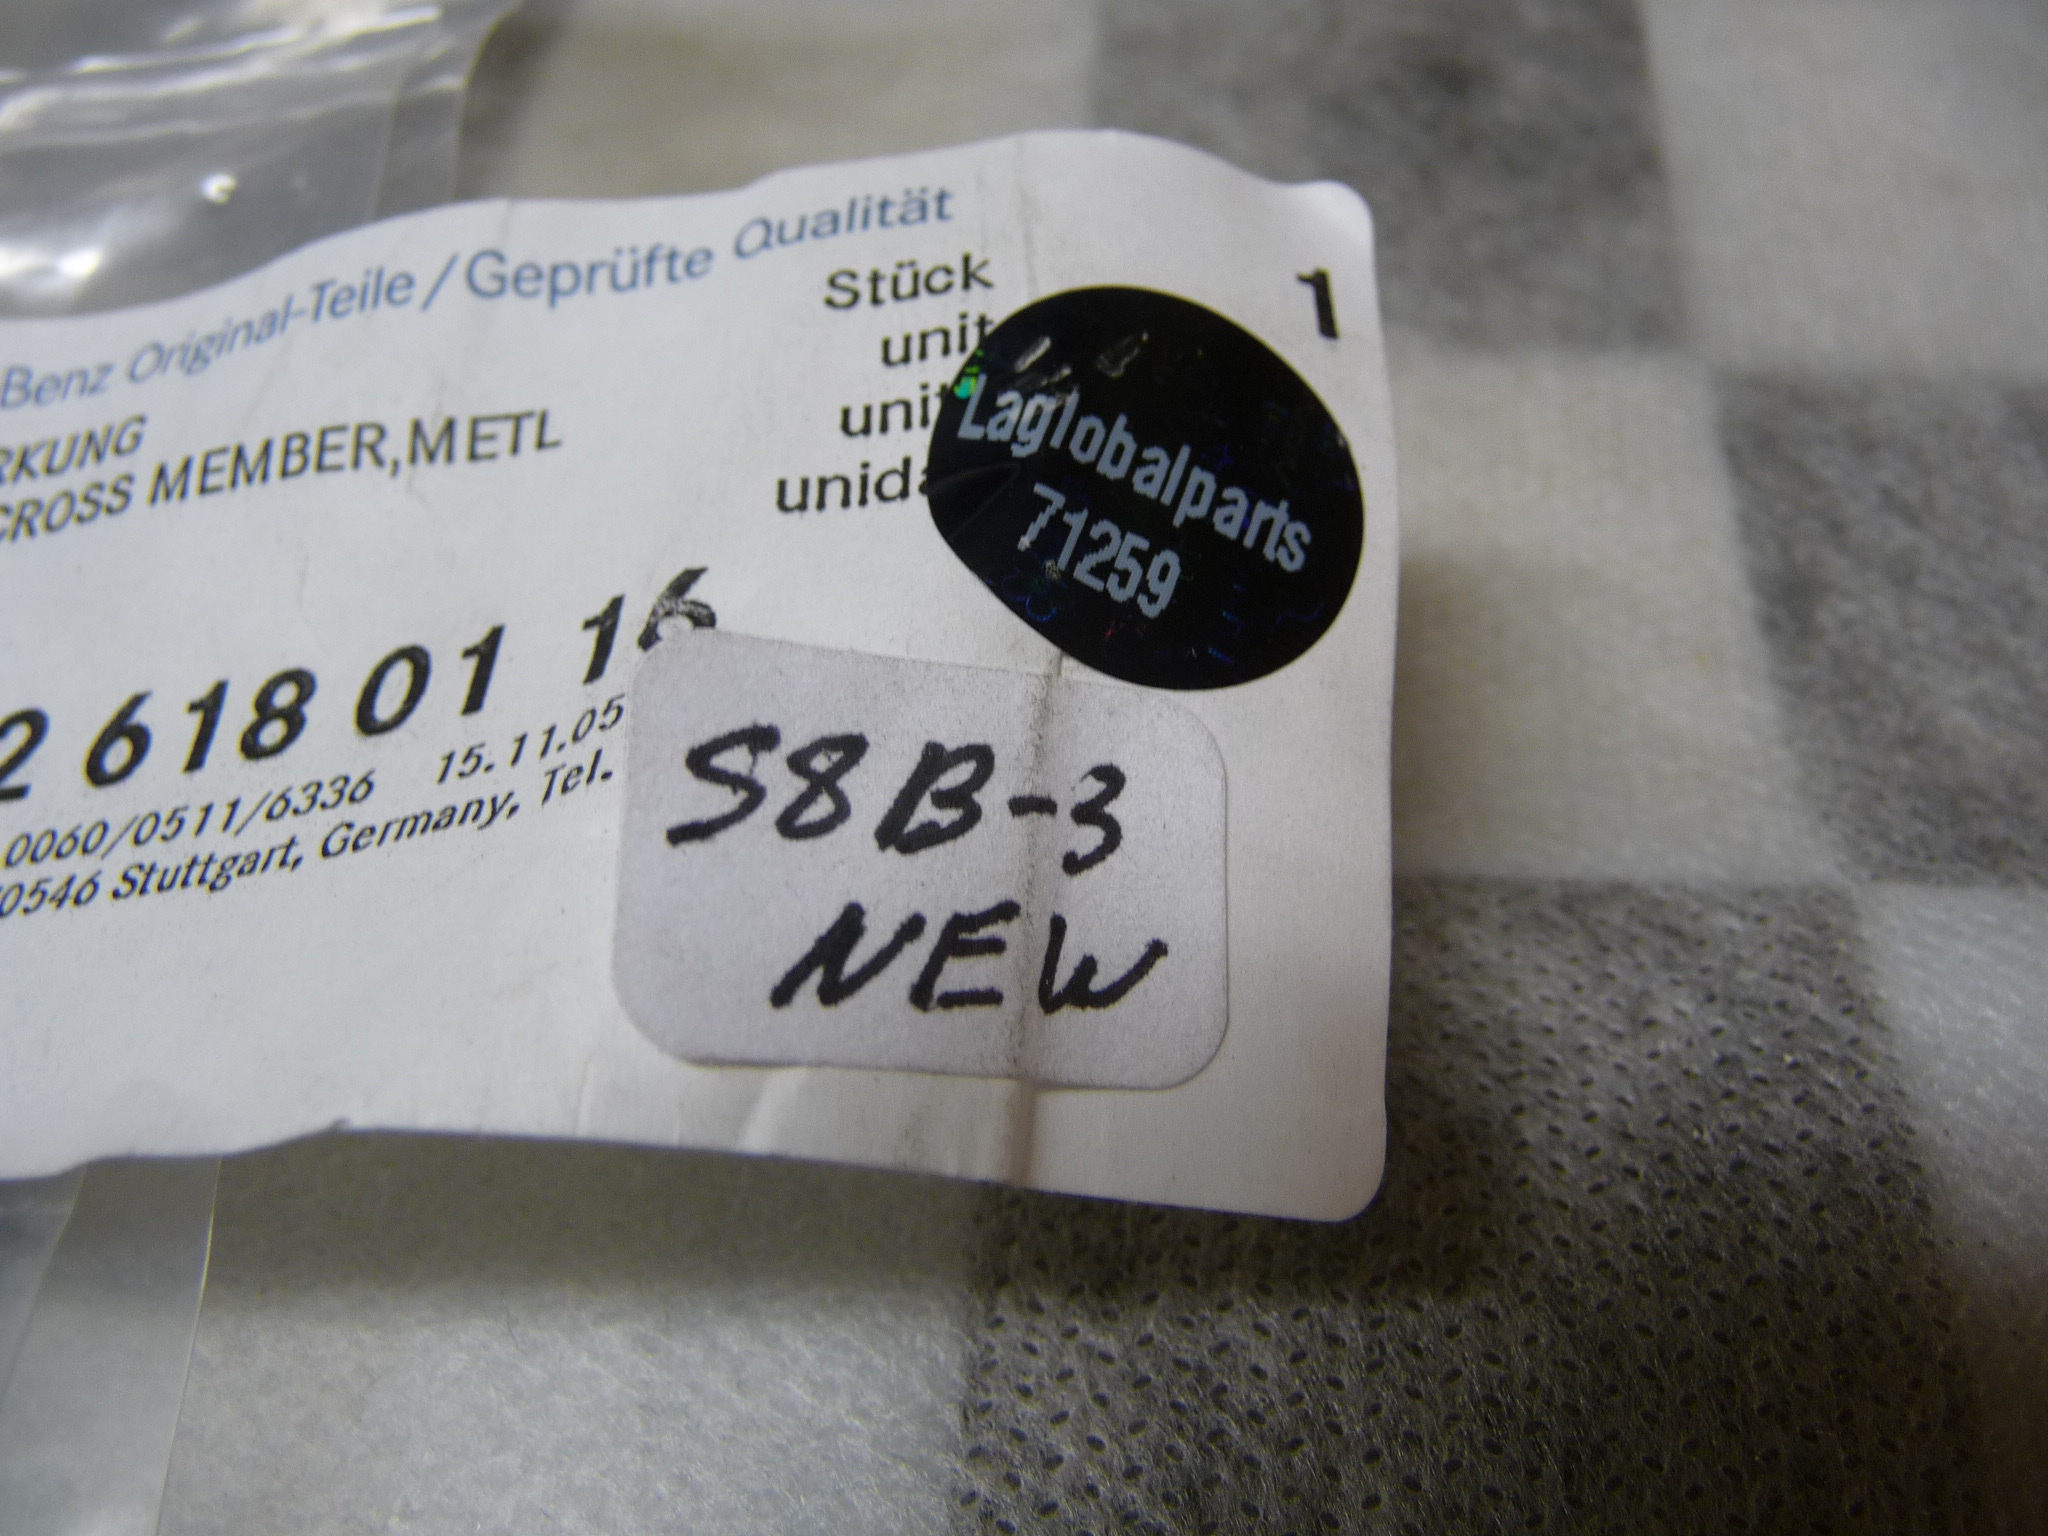 Benz Original-Teile / Geprüfte Qualität
RKUNG
CROSS MEMBER,METL
Stück 1
unit
unit
unida
Laglobalparts
71259
2 618 01 16
0060/0511/6336 15.11.05
70546 Stuttgart, Germany, Tel.
S8B-3
NEW